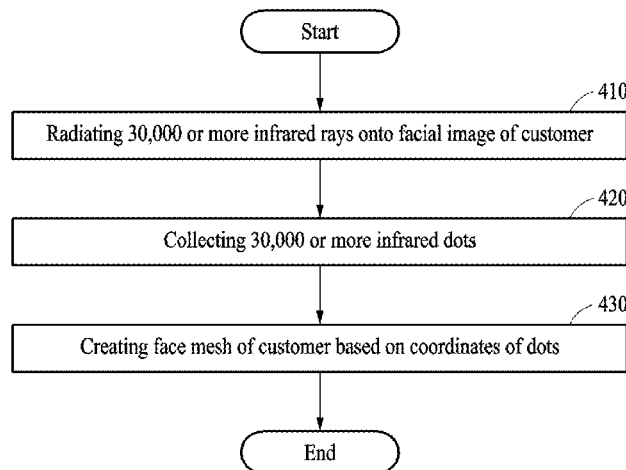 Start
410
Radiating 30,000 or more infrared rays onto facial image of customer
420
Collecting 30,000 or more infrared dots
430
Creating face mesh of customer based on coordinates of dots
End